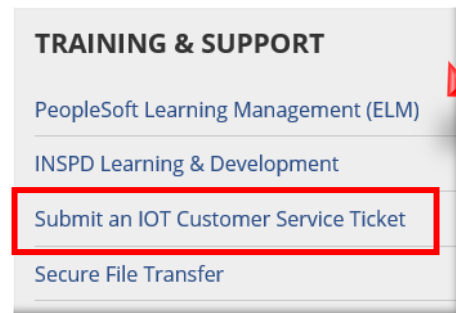 TRAINING & SUPPORT
PeopleSoft Learning Management (ELM)
INSPD Learning & Development
Submit an IOT Customer Service Ticket
Secure File Transfer